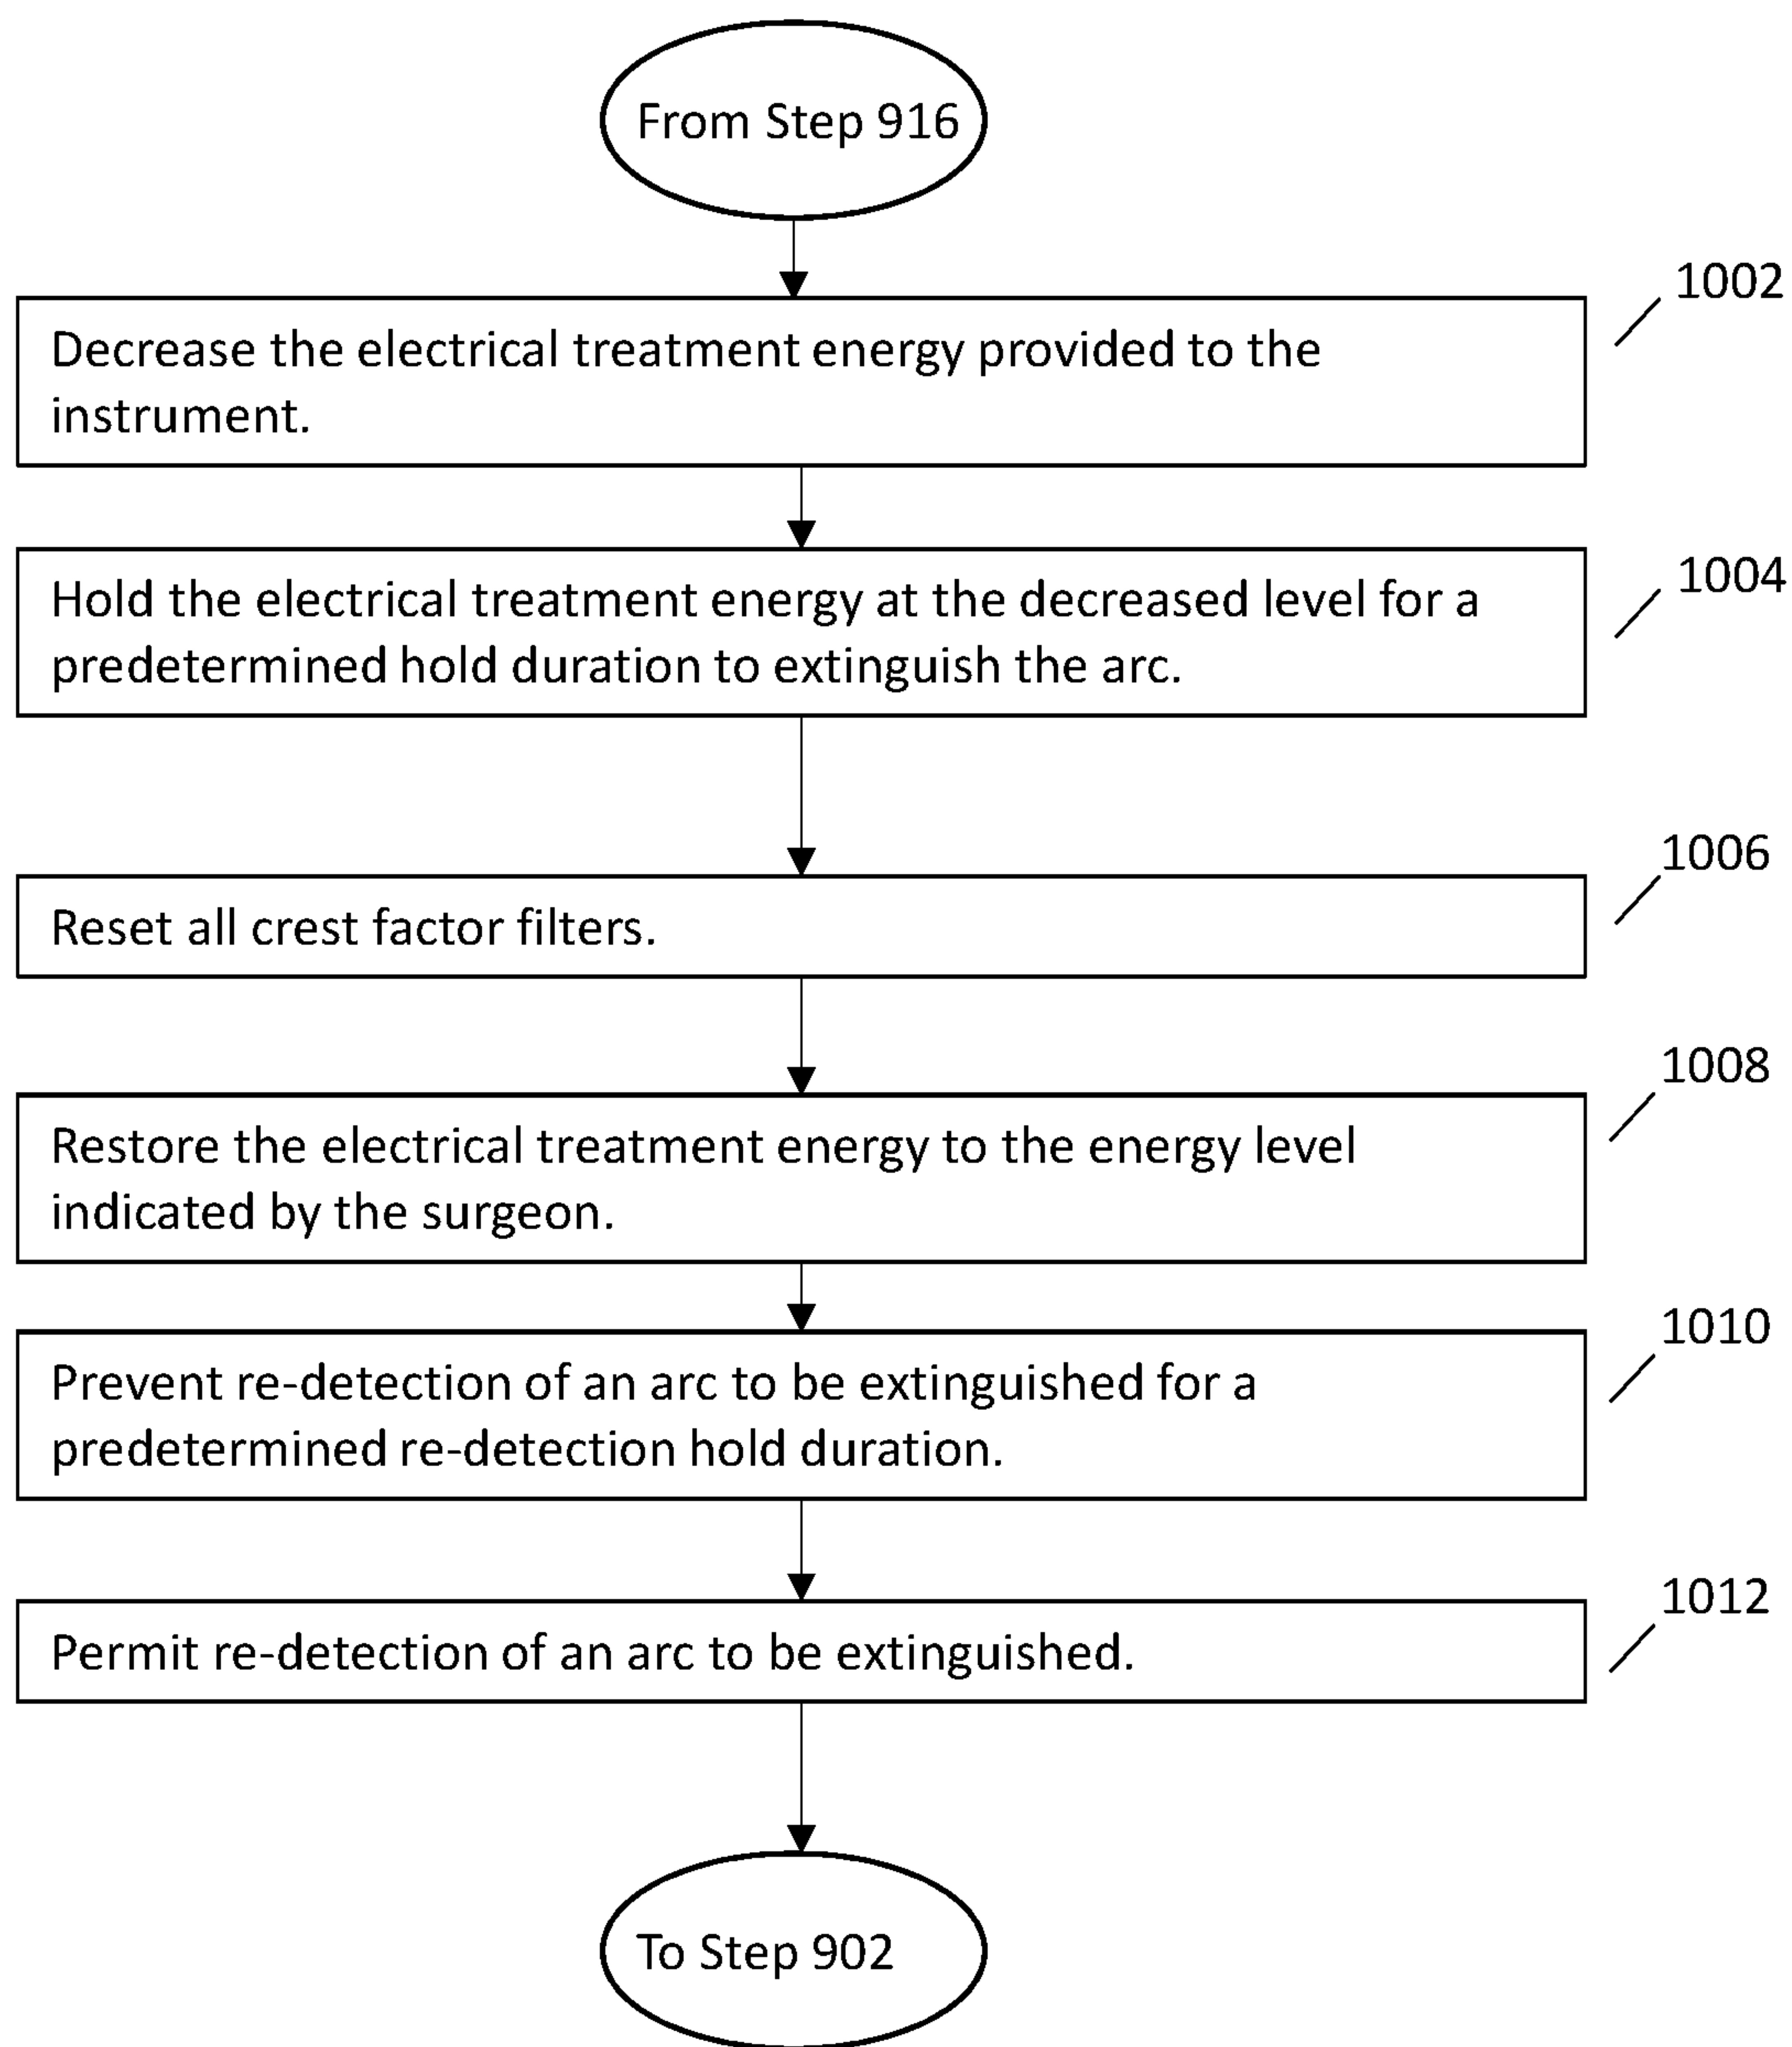 From Step 916
1002
Decrease the electrical treatment energy provided to the
instrument.
1004
Hold the electrical treatment energy at the decreased level for a
predetermined hold duration to extinguish the arc.
1006
Reset all crest factor filters.
1008
Restore the electrical treatment energy to the energy level
indicated by the surgeon.
1010
Prevent re-detection of an arc to be extinguished for a
predetermined re-detection hold duration.
1012
Permit re-detection of an arc to be extinguished.
To Step 902